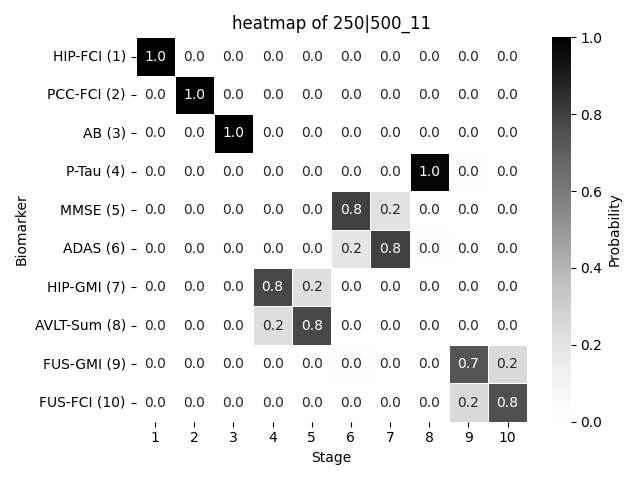 heatmap of 250|500_11
HIP-FCI (1) 1.0 0.0 0.0 0.0 0.0 0.0 0.0 0.0 0.0 0.0
PCC-FCI (2) 0.0 1.0 0.0 0.0 0.0 0.0 0.0 0.0 0.0 0.0
AB (3) 0.0 0.0 1.0 0.0 0.0 0.0 0.0 0.0 0.0 0.0
P-Tau (4) 0.0 0.0 0.0 0.0 0.0 0.0 0.0 1.0 0.0 0.0
MMSE (5) 0.0 0.0 0.0 0.0 0.0 0.8 0.2 0.0 0.0 0.0
ADAS (6) 0.0 0.0 0.0 0.0 0.0 0.2 0.8 0.0 0.0 0.0
HIP-GMI (7) 0.0 0.0 0.0 0.8 0.2 0.0 0.0 0.0 0.0 0.0
AVLT-Sum (8) 0.0 0.0 0.0 0.2 0.8 0.0 0.0 0.0 0.0 0.0
FUS-GMI (9) 0.0 0.0 0.0 0.0 0.0 0.0 0.0 0.0 0.7 0.2
FUS-FCI (10) 0.0 0.0 0.0 0.0 0.0 0.0 0.0 0.0 0.2 0.8
1 2 3 4 5 6 7 8 9 10
Stage
Biomarker
1.0
0.8
0.6
0.4
0.2
0.0
Probability